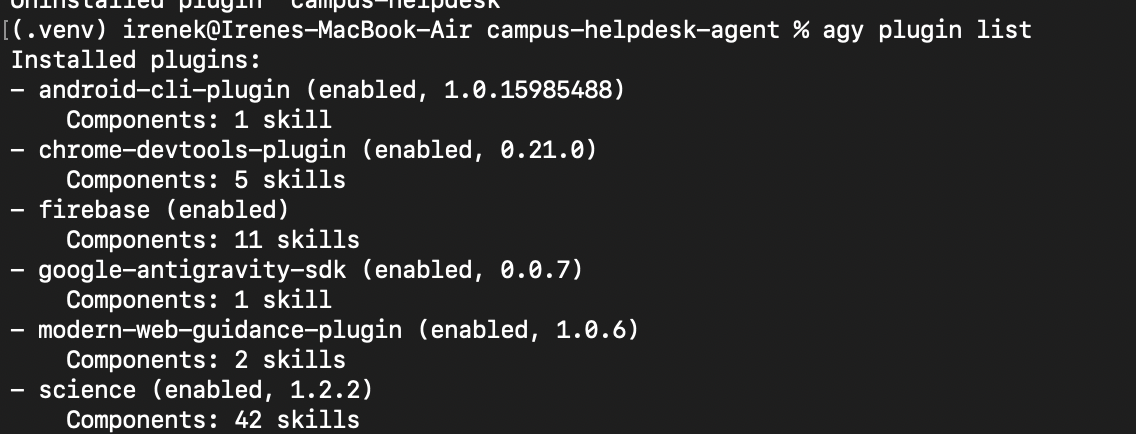 Uninstalled plugin "campus-helpdesk"
[(.venv) irenek@Irenes-MacBook-Air campus-helpdesk-agent % agy plugin list
Installed plugins:
- android-cli-plugin (enabled, 1.0.15985488)
Components: 1 skill
- chrome-devtools-plugin (enabled, 0.21.0)
Components: 5 skills
- firebase (enabled)
Components: 11 skills
- google-antigravity-sdk (enabled, 0.0.7)
Components: 1 skill
- modern-web-guidance-plugin (enabled, 1.0.6)
Components: 2 skills
- science (enabled, 1.2.2)
Components: 42 skills